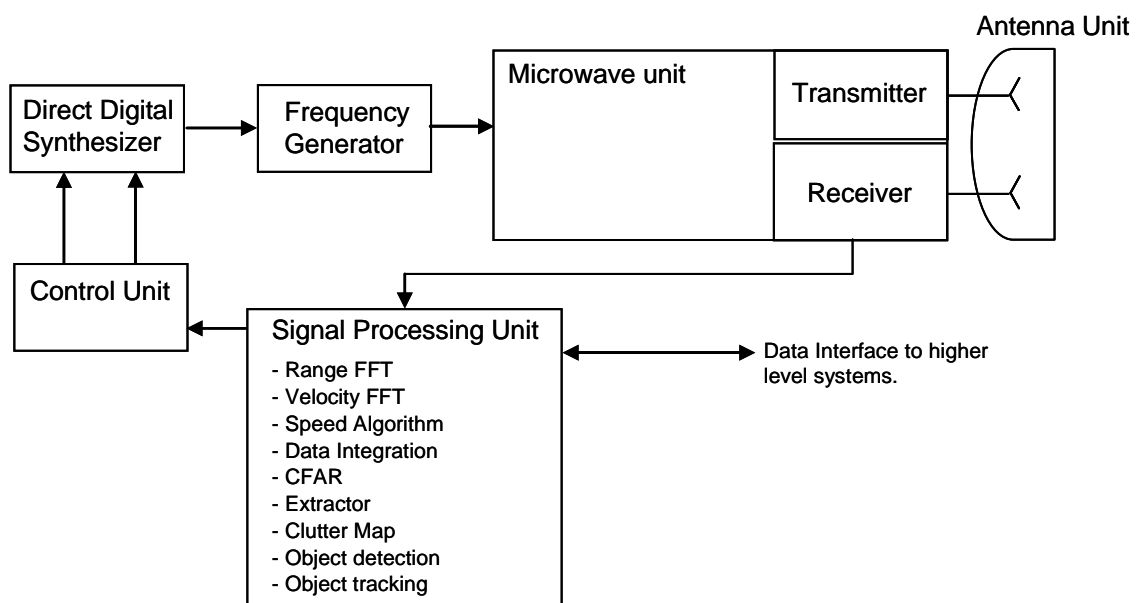 Antenna Unit
Direct Digital
Synthesizer
Frequency
Generator
Microwave unit
Transmitter
Receiver
Control Unit
Signal Processing Unit
- Range FFT
- Velocity FFT
- Speed Algorithm
- Data Integration
- CFAR
- Extractor
- Clutter Map
- Object detection
- Object tracking
Data Interface to higher
level systems.